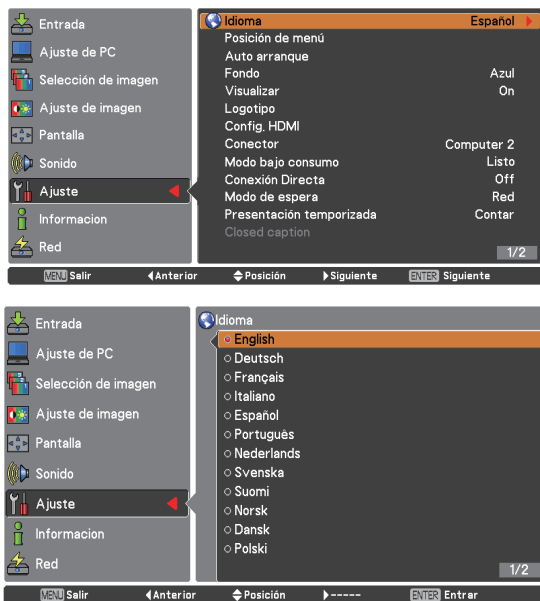 Entrada
Ajuste de PC
Selección de imagen
Ajuste de imagen
Pantalla
Sonido
Ajuste
Informacion
Red
Idioma Español
Posición de menú
Auto arranque
Fondo Azul
Visualizar On
Logotipo
Config. HDMI
Conector Computer 2
Modo bajo consumo Listo
Conexión Directa Off
Modo de espera Red
Presentación temporizada Contar
Closed caption
1/2
MENU Salir Anterior Posición Siguiente ENTER Siguiente
Entrada
Ajuste de PC
Selección de imagen
Ajuste de imagen
Pantalla
Sonido
Ajuste
Informacion
Red
Idioma
English
Deutsch
Français
Italiano
Español
Português
Nederlands
Svenska
Suomi
Norsk
Dansk
Polski
1/2
MENU Salir Anterior Posición ----- ENTER Entrar